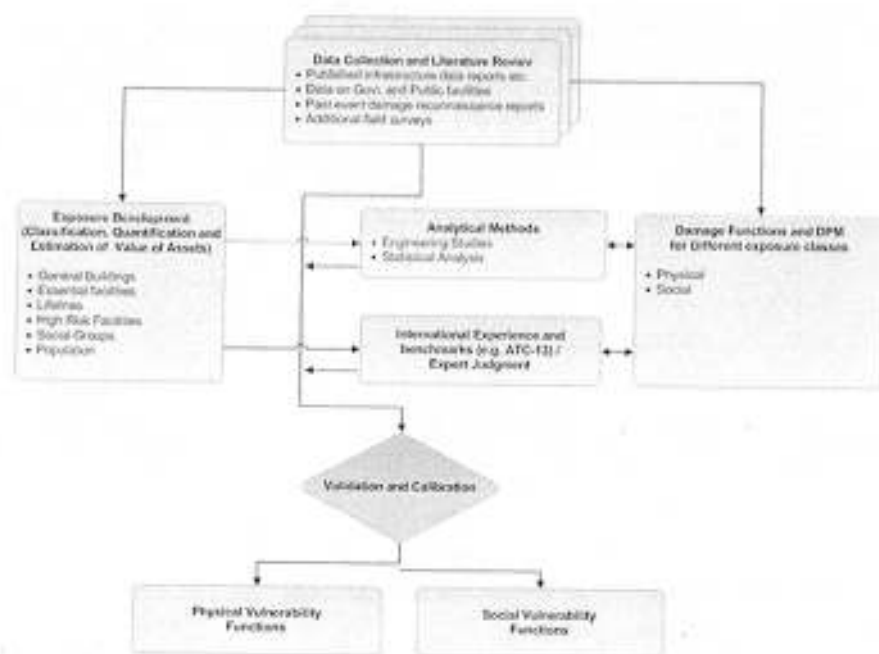 Data Collection and Literature Review
• Published infrastructure data reports etc.
• Data on Govt. and Public facilities
• Past event damage reconnaissance reports
• Additional field surveys
Exposure Development
(Classification, Quantification and
Estimation of Value of Assets)
• General Buildings
• Essential facilities
• Lifelines
• High Risk Facilities
• Social Groups
• Population
Analytical Methods
• Engineering Studies
• Statistical Analysis
International Experience and
benchmarks (e.g. ATC-13) /
Expert Judgment
Damage Functions and DPM
for Different exposure classes
• Physical
• Social
Validation and Calibration
Physical Vulnerability
Functions
Social Vulnerability
Functions